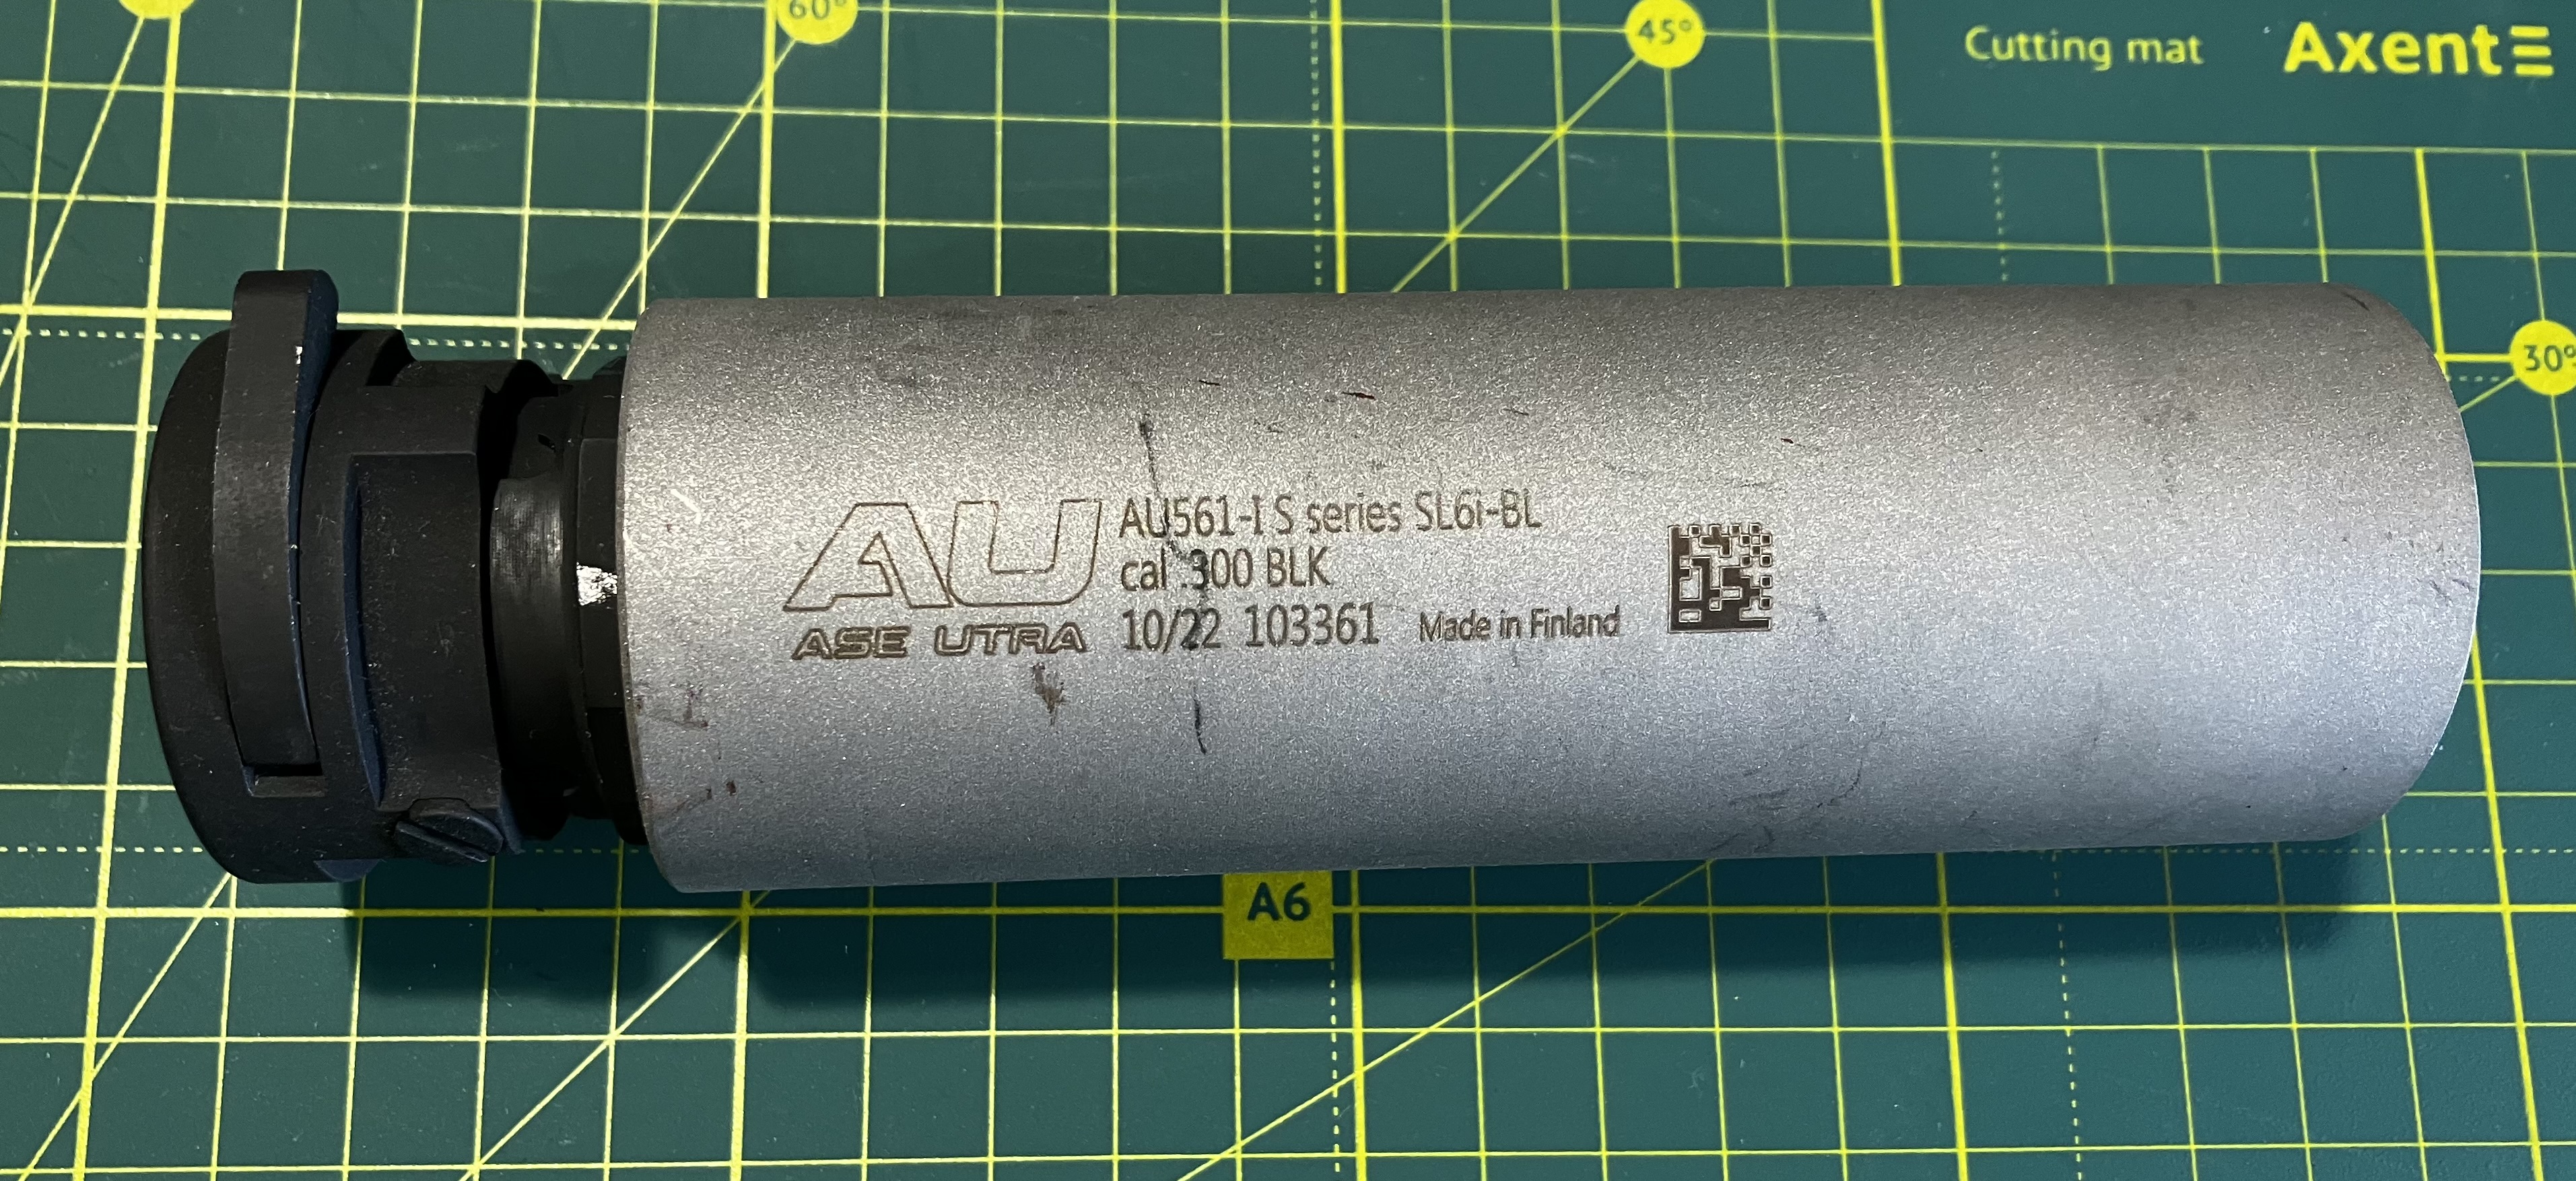 60°
45°
Cutting mat Axent
30°
AU
ASE UTRA
AU561-I S series SL6i-BL
cal .300 BLK
10/22 103361 Made in Finland
A6